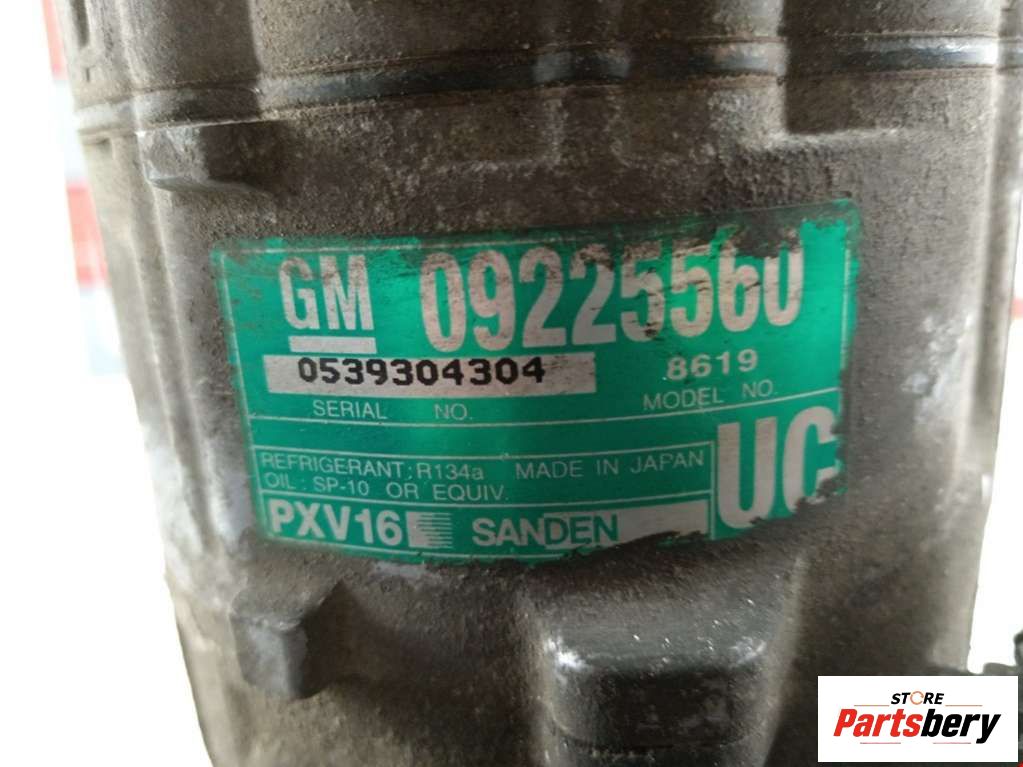 GM 09225560
0539304304 8619
SERIAL NO. MODEL NO.
UC
REFRIGERANT: R134a MADE IN JAPAN
OIL: SP-10 OR EQUIV.
PXV16 SANDEN
STORE
Partsbery